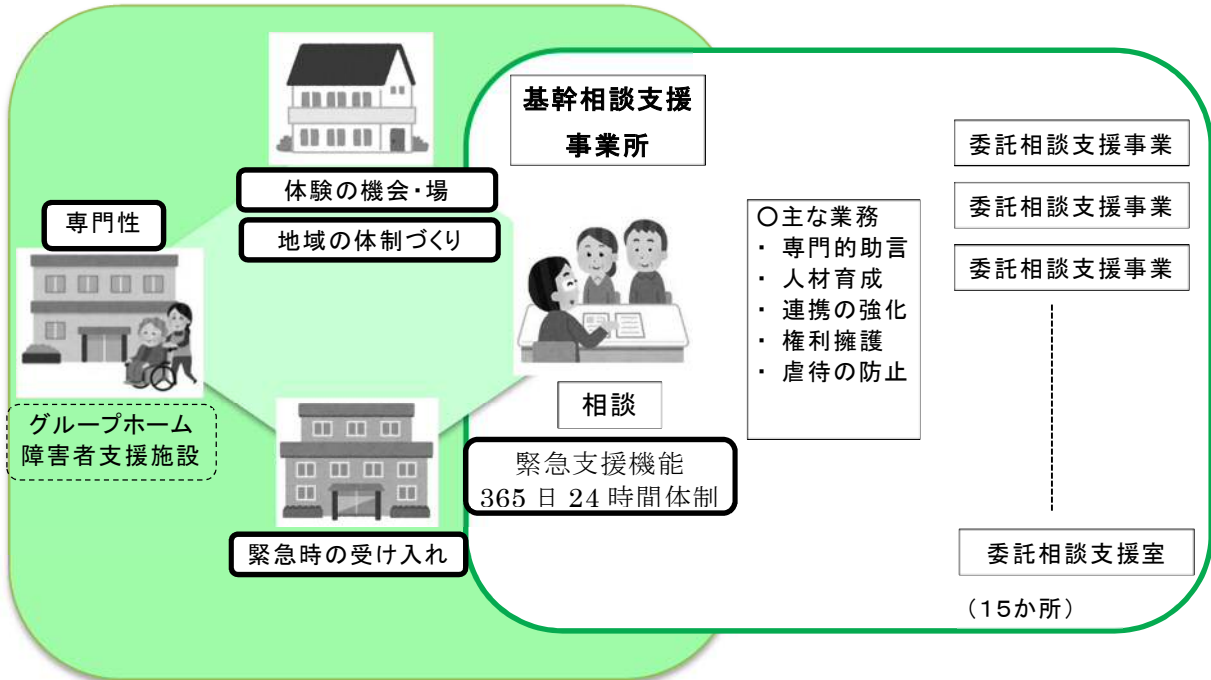 体験の機会・場
地域の体制づくり
専門性
グループホーム
障害者支援施設
緊急時の受け入れ
基幹相談支援
事業所
相談
緊急支援機能
365日24時間体制
〇主な業務
・ 専門的助言
・ 人材育成
・ 連携の強化
・ 権利擁護
・ 虐待の防止
委託相談支援事業
委託相談支援事業
委託相談支援事業
委託相談支援室
（15か所）